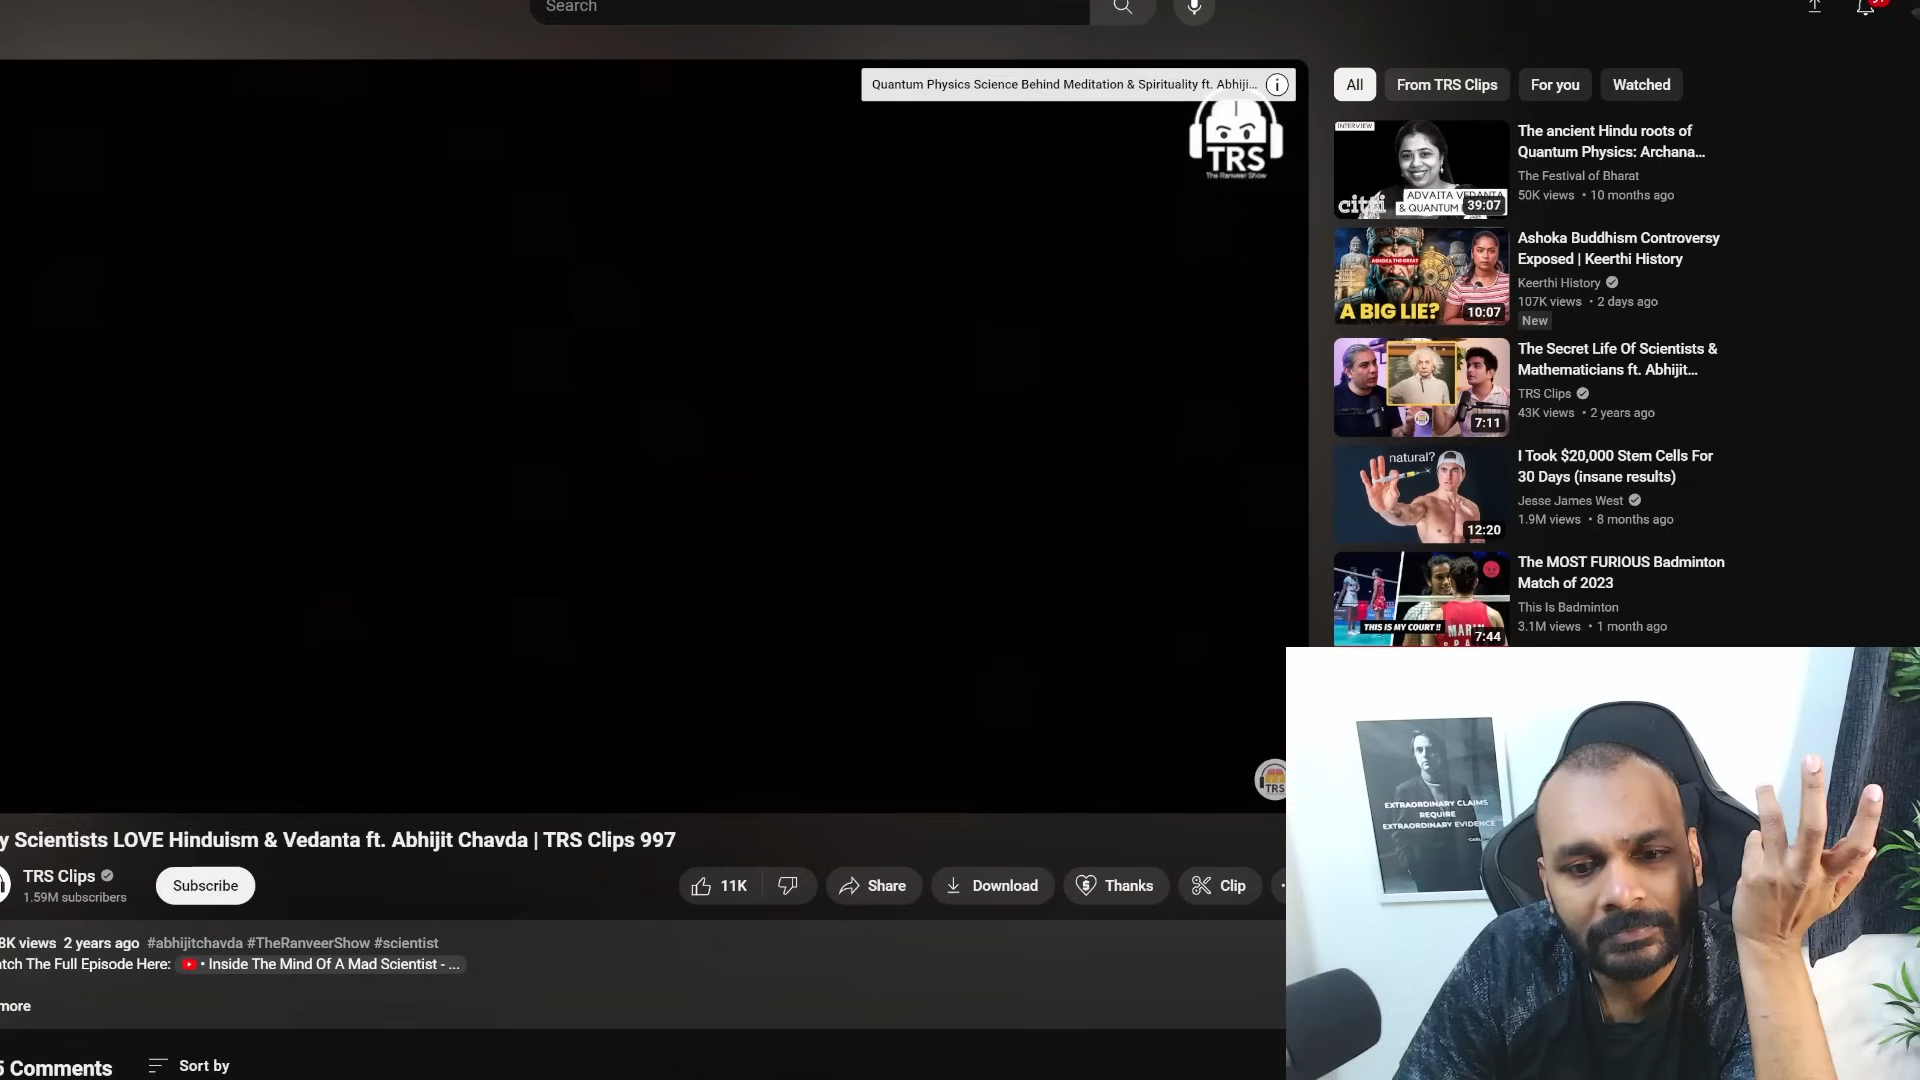 Search
Quantum Physics Science Behind Meditation & Spirituality ft. Abhiji...
TRS
The Ranveer Show
TRS
y Scientists LOVE Hinduism & Vedanta ft. Abhijit Chavda | TRS Clips 997
TRS Clips
1.59M subscribers
Subscribe
11K
Share
Download
Thanks
Clip
8K views 2 years ago #abhijitchavda #TheRanveerShow #scientist
tch The Full Episode Here: • Inside The Mind Of A Mad Scientist - ...
more
5 Comments
Sort by
All
From TRS Clips
For you
Watched
INTERVIEW
ADVAITA VEDANTA
& QUANTUM
citti
39:07
The ancient Hindu roots of
Quantum Physics: Archana...
The Festival of Bharat
50K views • 10 months ago
ASHOKA THE GREAT
A BIG LIE?
10:07
Ashoka Buddhism Controversy
Exposed | Keerthi History
Keerthi History
107K views • 2 days ago
New
7:11
The Secret Life Of Scientists &
Mathematicians ft. Abhijit...
TRS Clips
43K views • 2 years ago
natural?
12:20
I Took $20,000 Stem Cells For
30 Days (insane results)
Jesse James West
1.9M views • 8 months ago
THIS IS MY COURT !!
MARIN
7:44
The MOST FURIOUS Badminton
Match of 2023
This Is Badminton
3.1M views • 1 month ago
EXTRAORDINARY CLAIMS
REQUIRE
EXTRAORDINARY EVIDENCE